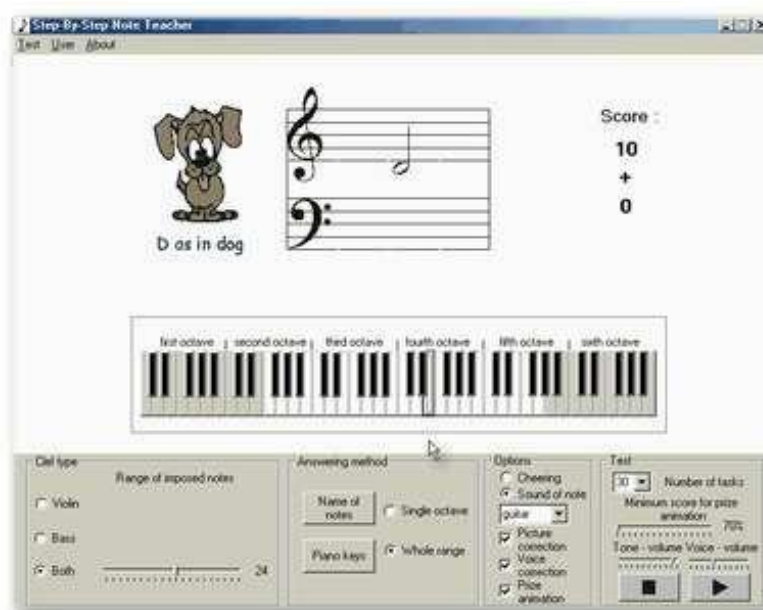 Step-By-Step Note Teacher
Test User About
Score :
10
+
0
D as in dog
first octave second octave third octave fourth octave fifth octave sixth octave
Clef type
Range of imposed notes
Violin
Bass
Both
24
Answering method
Name of notes
Single octave
Piano keys
Whole range
Options
Cheering
Sound of note
guitar
Picture correction
Voice correction
Prize animation
Test
30 Number of tasks
Minimum score for prize animation
70%
Tone - volume Voice - volume